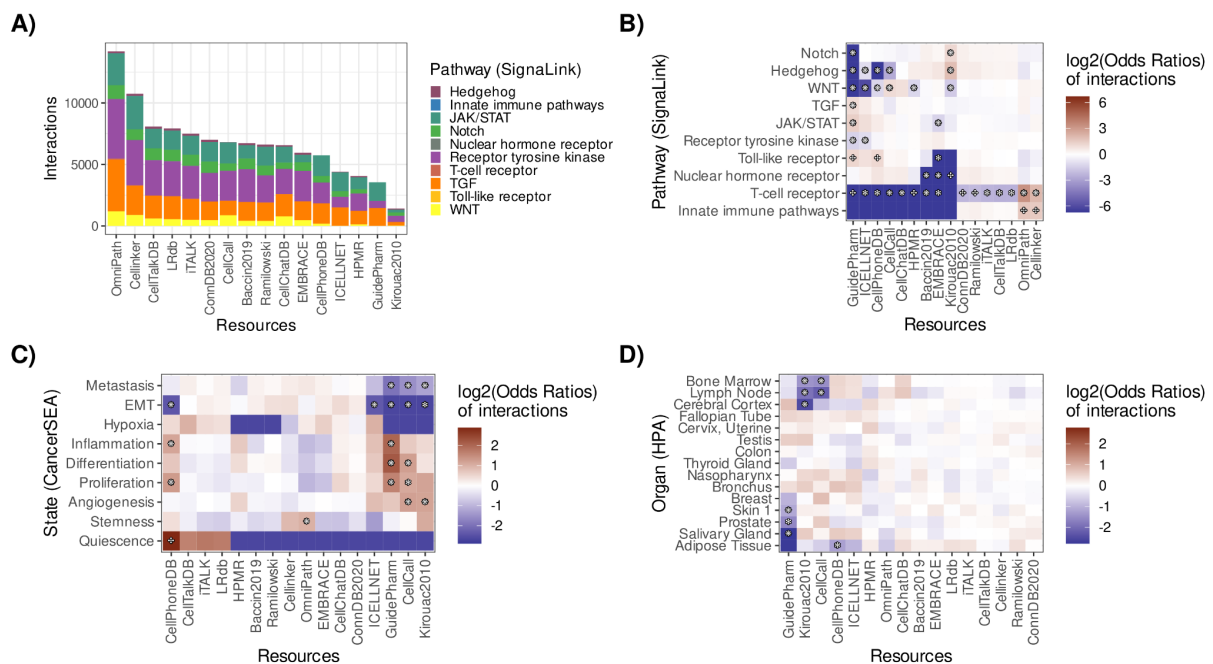 A)
Interactions
10000
5000
0
OmniPath
Cellinker
CellTalkDB
LRdb
iTALK
ConnDB2020
CellCall
Baccin2019
Ramilowski
CellChatDB
EMBRACE
CellPhoneDB
ICELLNET
HPMR
GuidePharm
Kirouac2010
Resources
Pathway (SignaLink)
Hedgehog
Innate immune pathways
JAK/STAT
Notch
Nuclear hormone receptor
Receptor tyrosine kinase
T-cell receptor
TGF
Toll-like receptor
WNT
B)
Pathway (SignaLink)
Notch
Hedgehog
WNT
TGF
JAK/STAT
Receptor tyrosine kinase
Toll-like receptor
Nuclear hormone receptor
T-cell receptor
Innate immune pathways
GuidePharm
ICELLNET
CellPhoneDB
CellCall
CellChatDB
HPMR
Baccin2019
EMBRACE
Kirouac2010
ConnDB2020
Ramilowski
iTALK
CellTalkDB
LRdb
OmniPath
Cellinker
Resources
log2(Odds Ratios)
of interactions
6
3
0
-3
-6
C)
State (CancerSEA)
Metastasis
EMT
Hypoxia
Inflammation
Differentiation
Proliferation
Angiogenesis
Stemness
Quiescence
CellPhoneDB
CellTalkDB
iTALK
LRdb
HPMR
Baccin2019
Ramilowski
Cellinker
OmniPath
EMBRACE
CellChatDB
ConnDB2020
ICELLNET
GuidePharm
CellCall
Kirouac2010
Resources
log2(Odds Ratios)
of interactions
2
1
0
-1
-2
D)
Organ (HPA)
Bone Marrow
Lymph Node
Cerebral Cortex
Fallopian Tube
Cervix, Uterine
Testis
Colon
Thyroid Gland
Nasopharynx
Bronchus
Breast
Skin 1
Prostate
Salivary Gland
Adipose Tissue
GuidePharm
Kirouac2010
CellCall
CellPhoneDB
ICELLNET
HPMR
OmniPath
CellChatDB
Baccin2019
EMBRACE
LRdb
iTALK
CellTalkDB
Cellinker
Ramilowski
ConnDB2020
Resources
log2(Odds Ratios)
of interactions
2
1
0
-1
-2